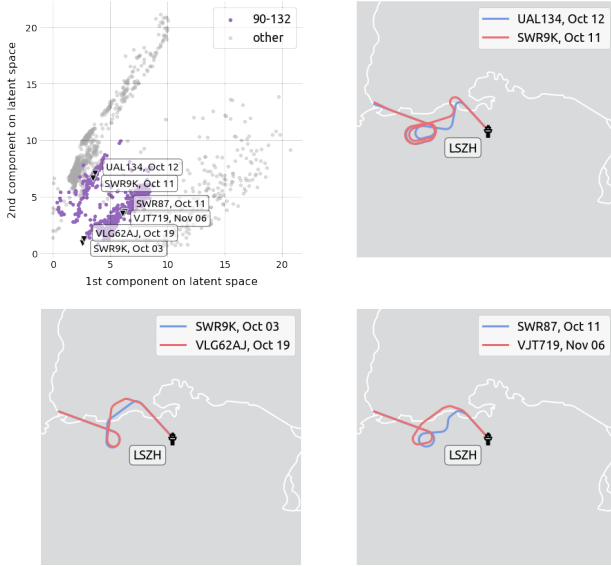 90-132
other
20
15
10
5
0
0
5
10
15
20
2nd component on latent space
1st component on latent space
UAL134, Oct 12
SWR9K, Oct 11
SWR87, Oct 11
VJT719, Nov 06
VLG62AJ, Oct 19
SWR9K, Oct 03
UAL134, Oct 12
SWR9K, Oct 11
LSZH
SWR9K, Oct 03
VLG62AJ, Oct 19
LSZH
SWR87, Oct 11
VJT719, Nov 06
LSZH